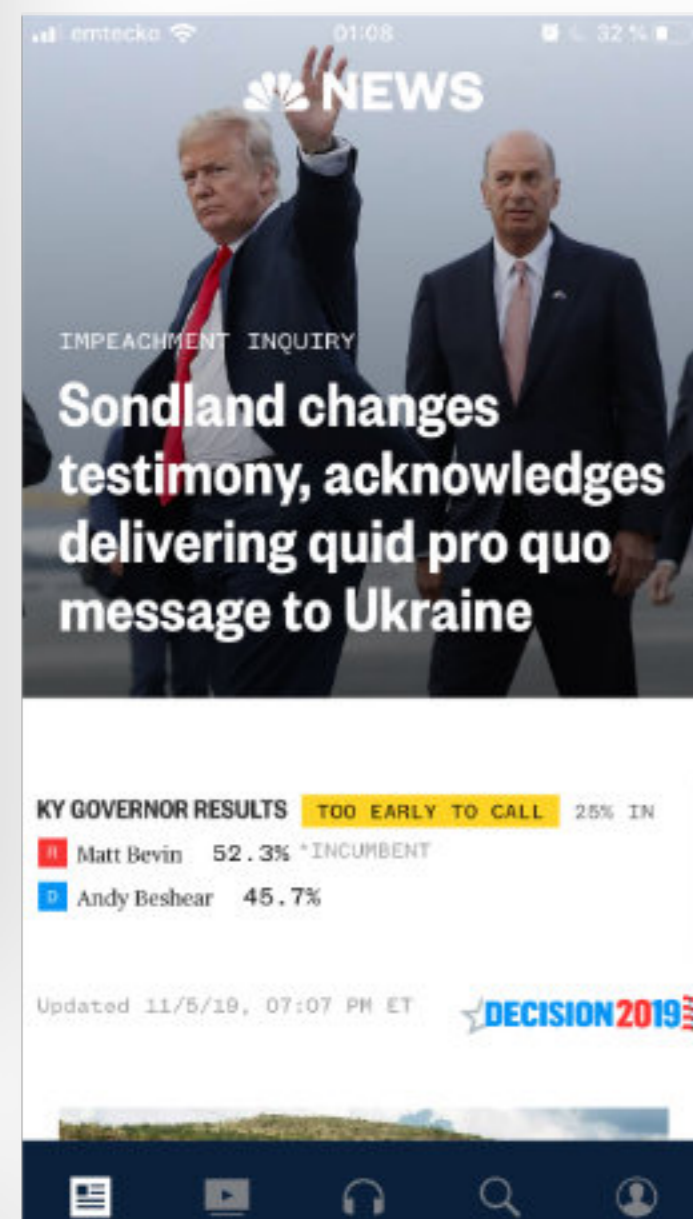 emtecko 01:08 32 %
NEWS
IMPEACHMENT INQUIRY
Sondland changes
testimony, acknowledges
delivering quid pro quo
message to Ukraine
KY GOVERNOR RESULTS TOO EARLY TO CALL 25% IN
R Matt Bevin 52.3% *INCUMBENT
D Andy Beshear 45.7%
Updated 11/5/19, 07:07 PM ET DECISION 2019